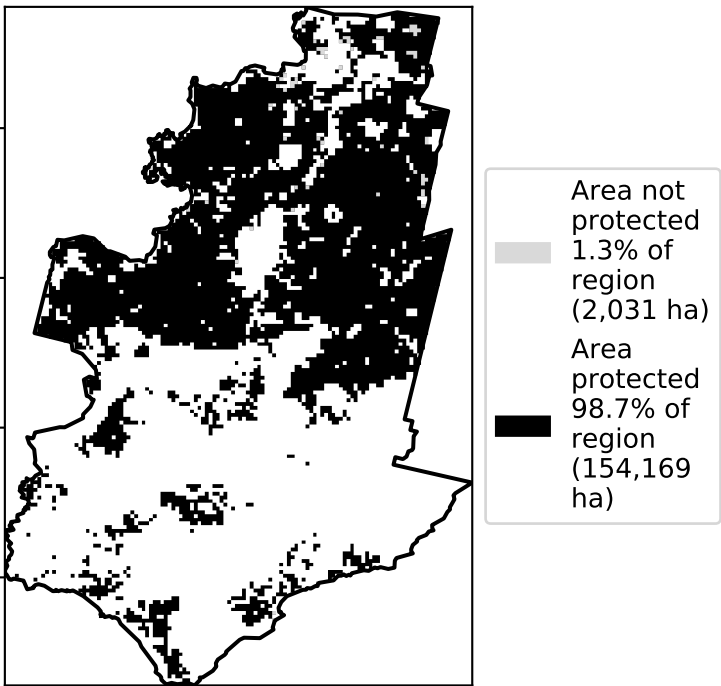 Area not
protected
1.3% of
region
(2,031 ha)
Area
protected
98.7% of
region
(154,169
ha)